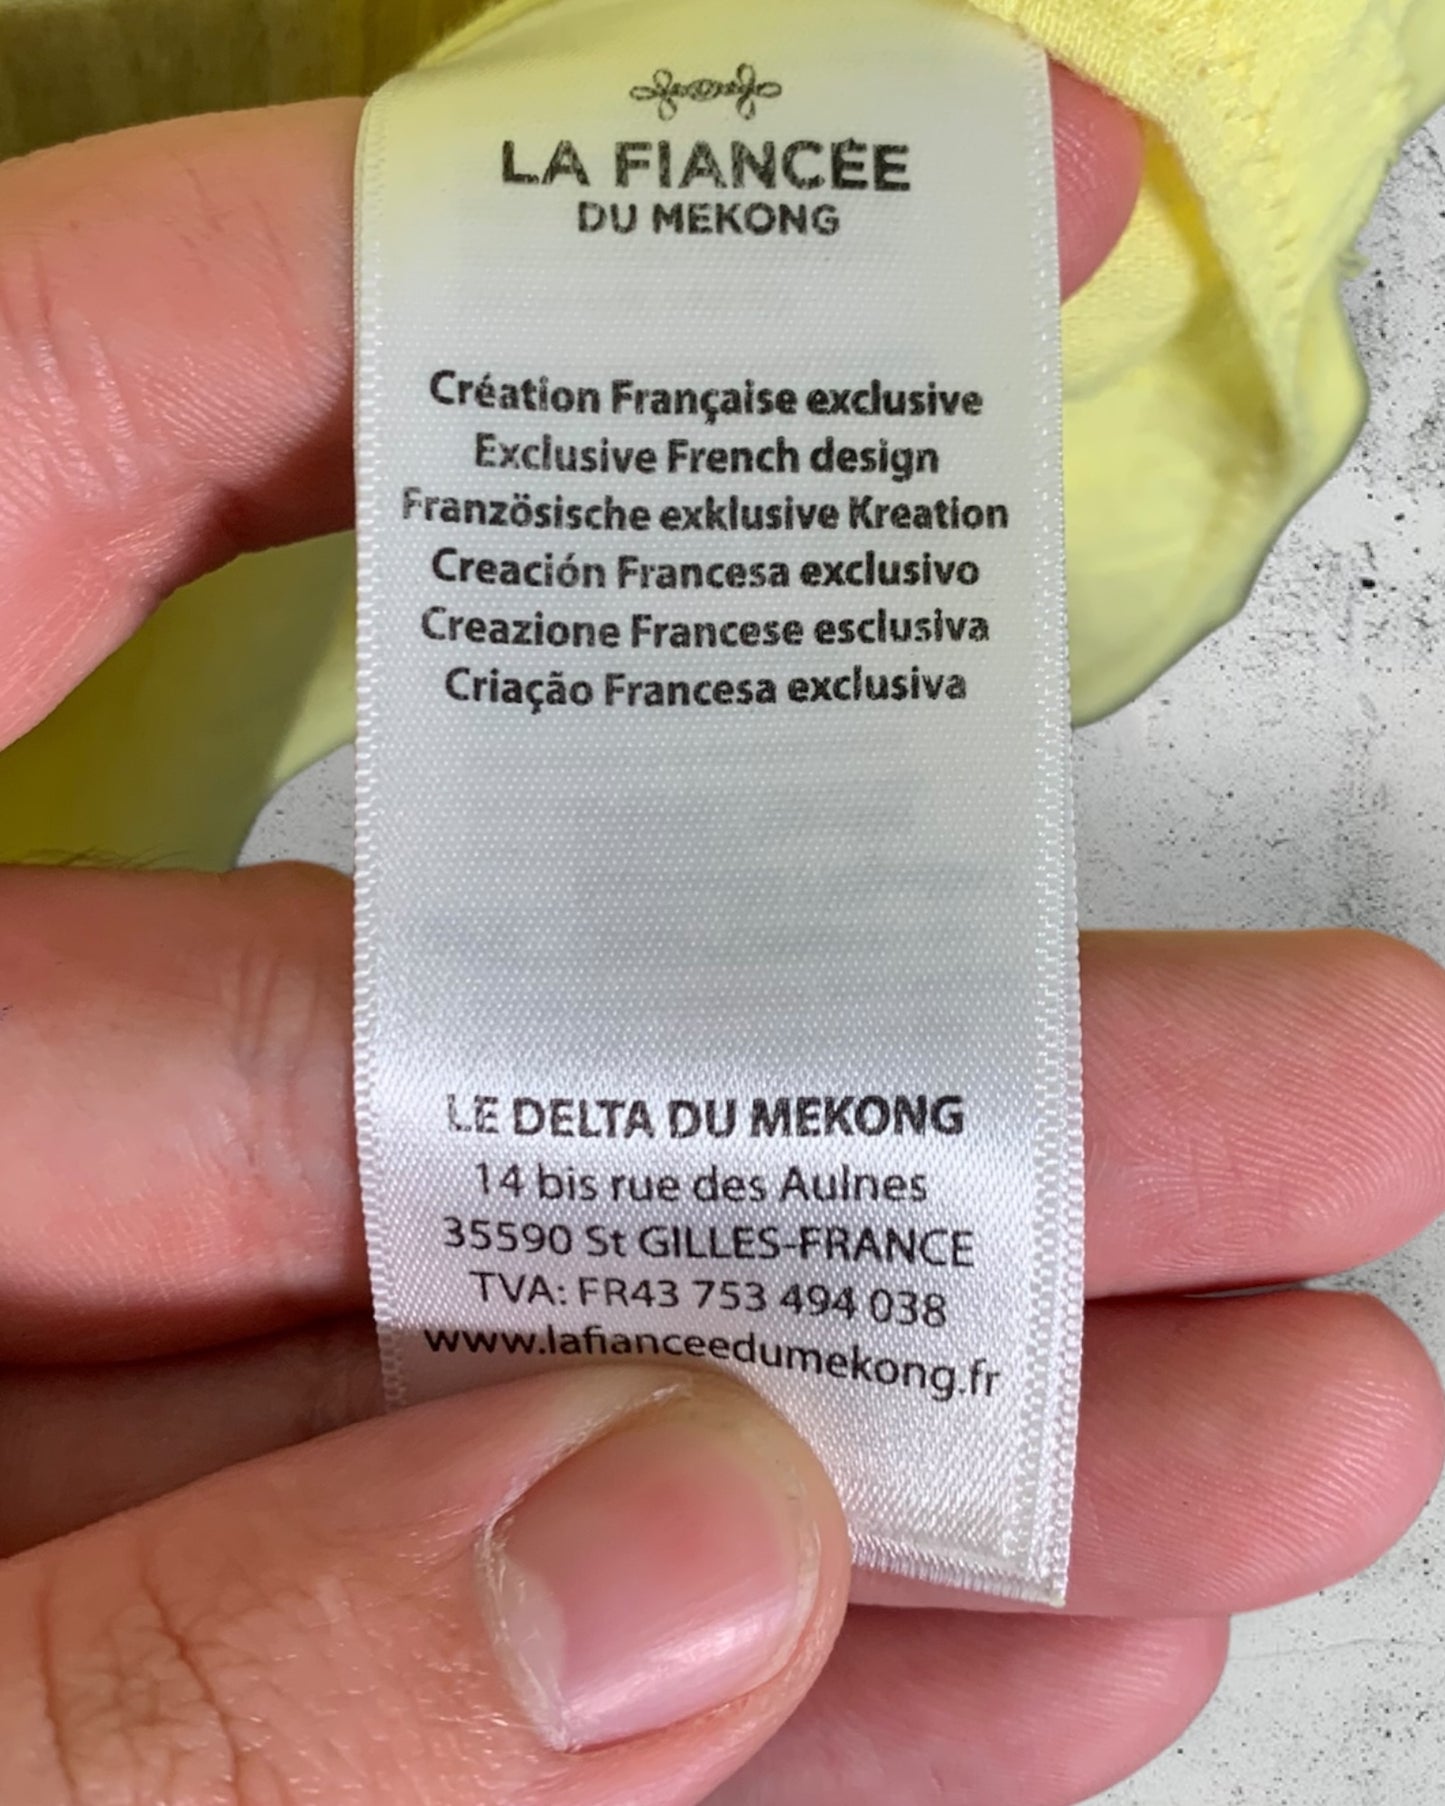 LA FIANCÉE
DU MEKONG
Création Française exclusive
Exclusive French design
Französische exklusive Kreation
Creación Francesa exclusivo
Creazione Francese esclusiva
Criação Francesa exclusiva
LE DELTA DU MEKONG
14 bis rue des Aulnes
35590 St GILLES-FRANCE
TVA: FR43 753 494 038
www.lafianceedumekong.fr